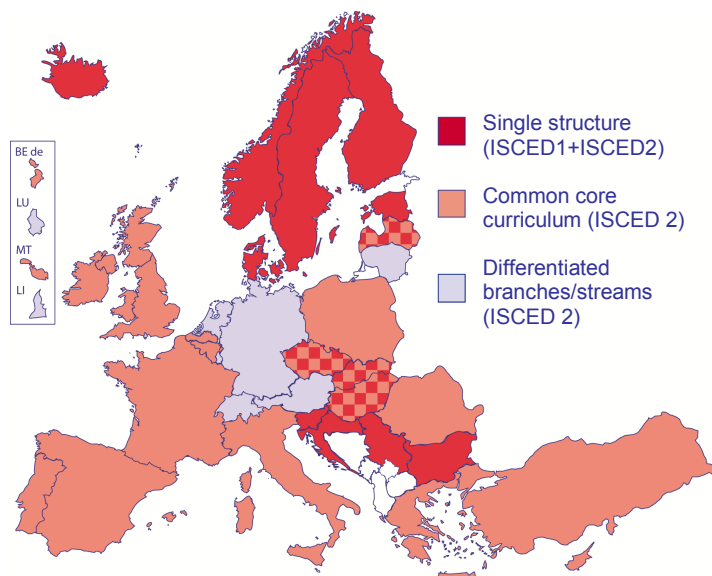 Single structure
(ISCED1+ISCED2)
Common core
curriculum (ISCED 2)
Differentiated
branches/streams
(ISCED 2)
BE de
LU
MT
LI